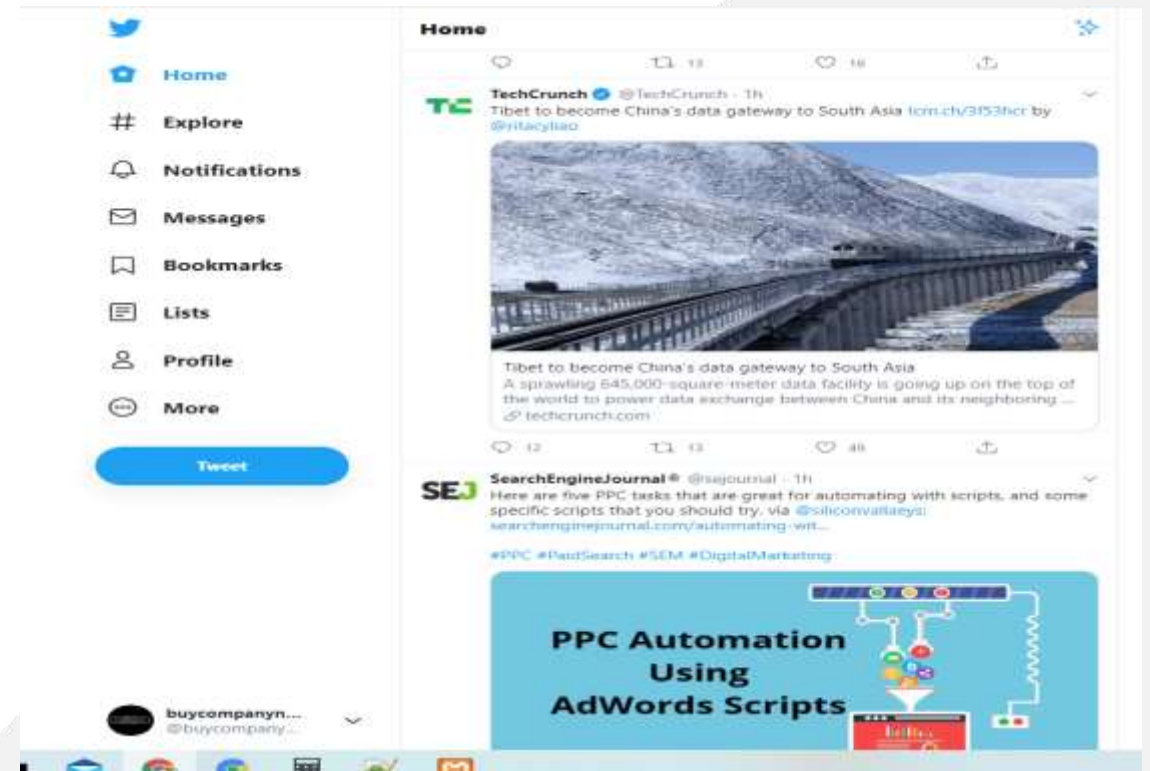 Home
Home
13 16
Explore
Notifications
Messages
Bookmarks
Lists
Profile
More
Tweet
TechCrunch @TechCrunch · 1h
Tibet to become China's data gateway to South Asia tcrn.ch/3f53hcr by
@ritacyliao
Tibet to become China's data gateway to South Asia
A sprawling 645,000-square-meter data facility is going up on the top of
the world to power data exchange between China and its neighboring ...
techcrunch.com
12 13 49
SEJ
SearchEngineJournal® @sejournal · 1h
Here are five PPC tasks that are great for automating with scripts, and some
specific scripts that you should try. via @siliconvallaeys:
searchenginejournal.com/automating-wit...
#PPC #PaidSearch #SEM #DigitalMarketing
PPC Automation
Using
AdWords Scripts
buycompanyn...
@buycompany...